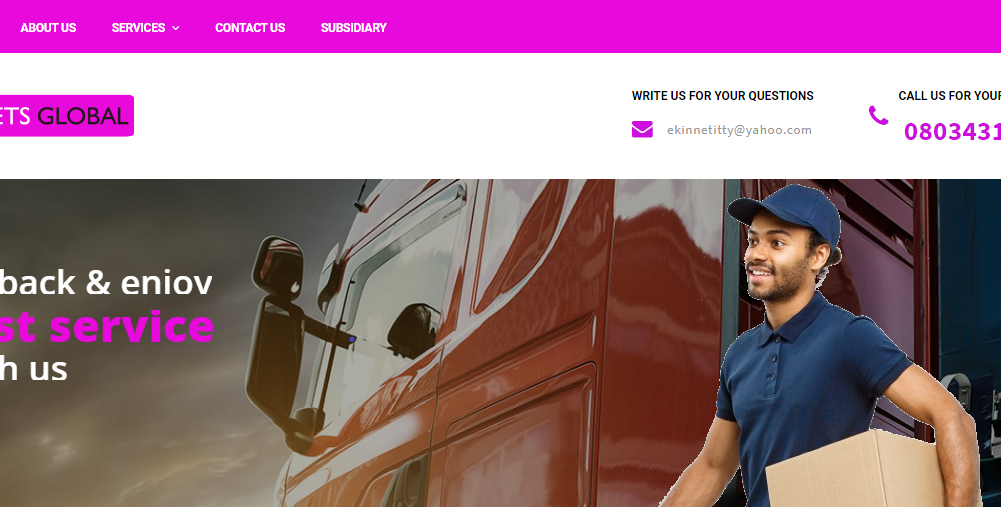 ABOUT US SERVICES CONTACT US SUBSIDIARY
ETS GLOBAL
WRITE US FOR YOUR QUESTIONS
ekinnetitty@yahoo.com
CALL US FOR YOUR
0803431
back & enjoy
st service
h us